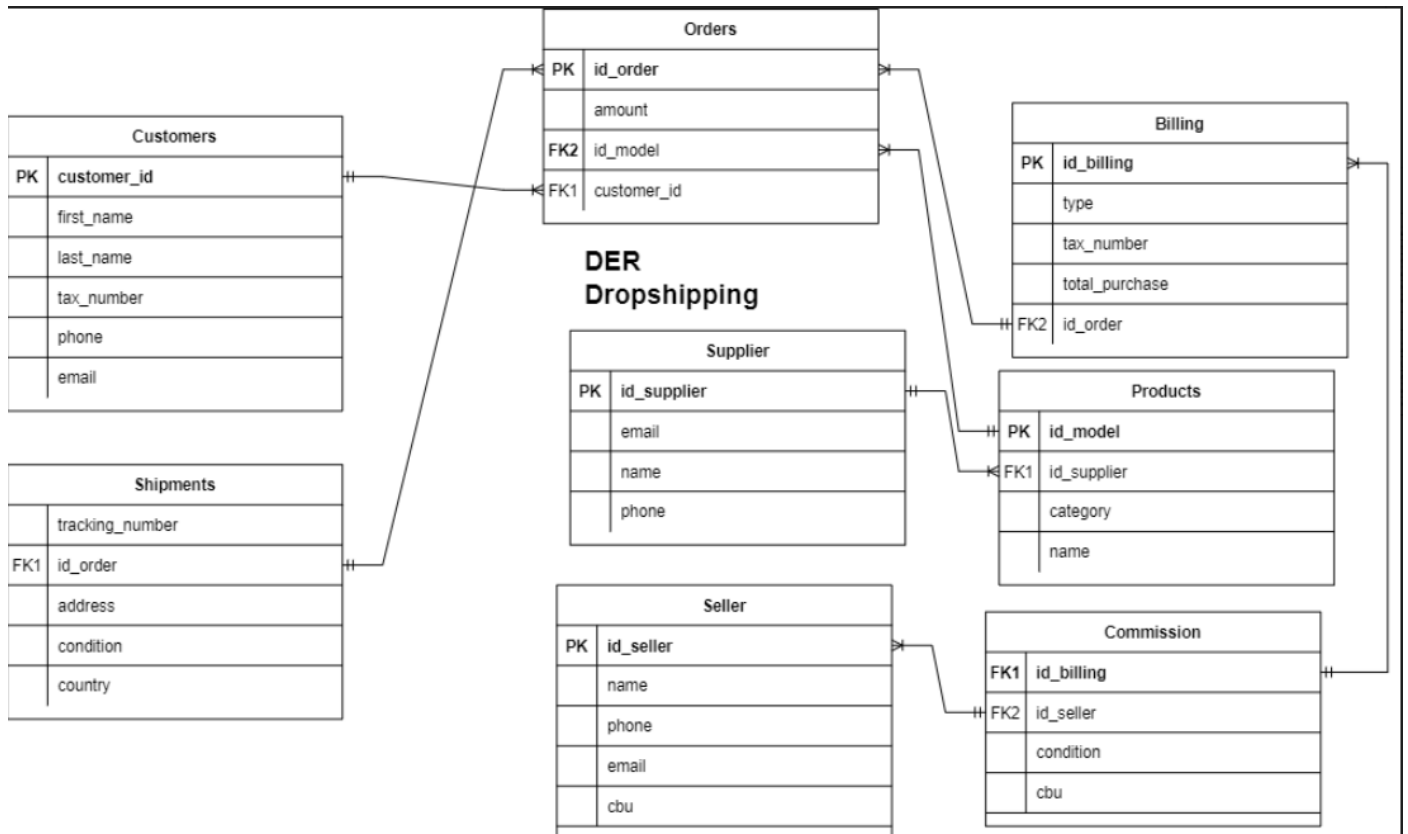 Orders
PK id_order
amount
FK2 id_model
FK1 customer_id
Customers
PK customer_id
first_name
last_name
tax_number
phone
email
Billing
PK id_billing
type
tax_number
total_purchase
FK2 id_order
DER
Dropshipping
Supplier
PK id_supplier
email
name
phone
Products
PK id_model
FK1 id_supplier
category
name
Shipments
tracking_number
FK1 id_order
address
condition
country
Seller
PK id_seller
name
phone
email
cbu
Commission
FK1 id_billing
FK2 id_seller
condition
cbu